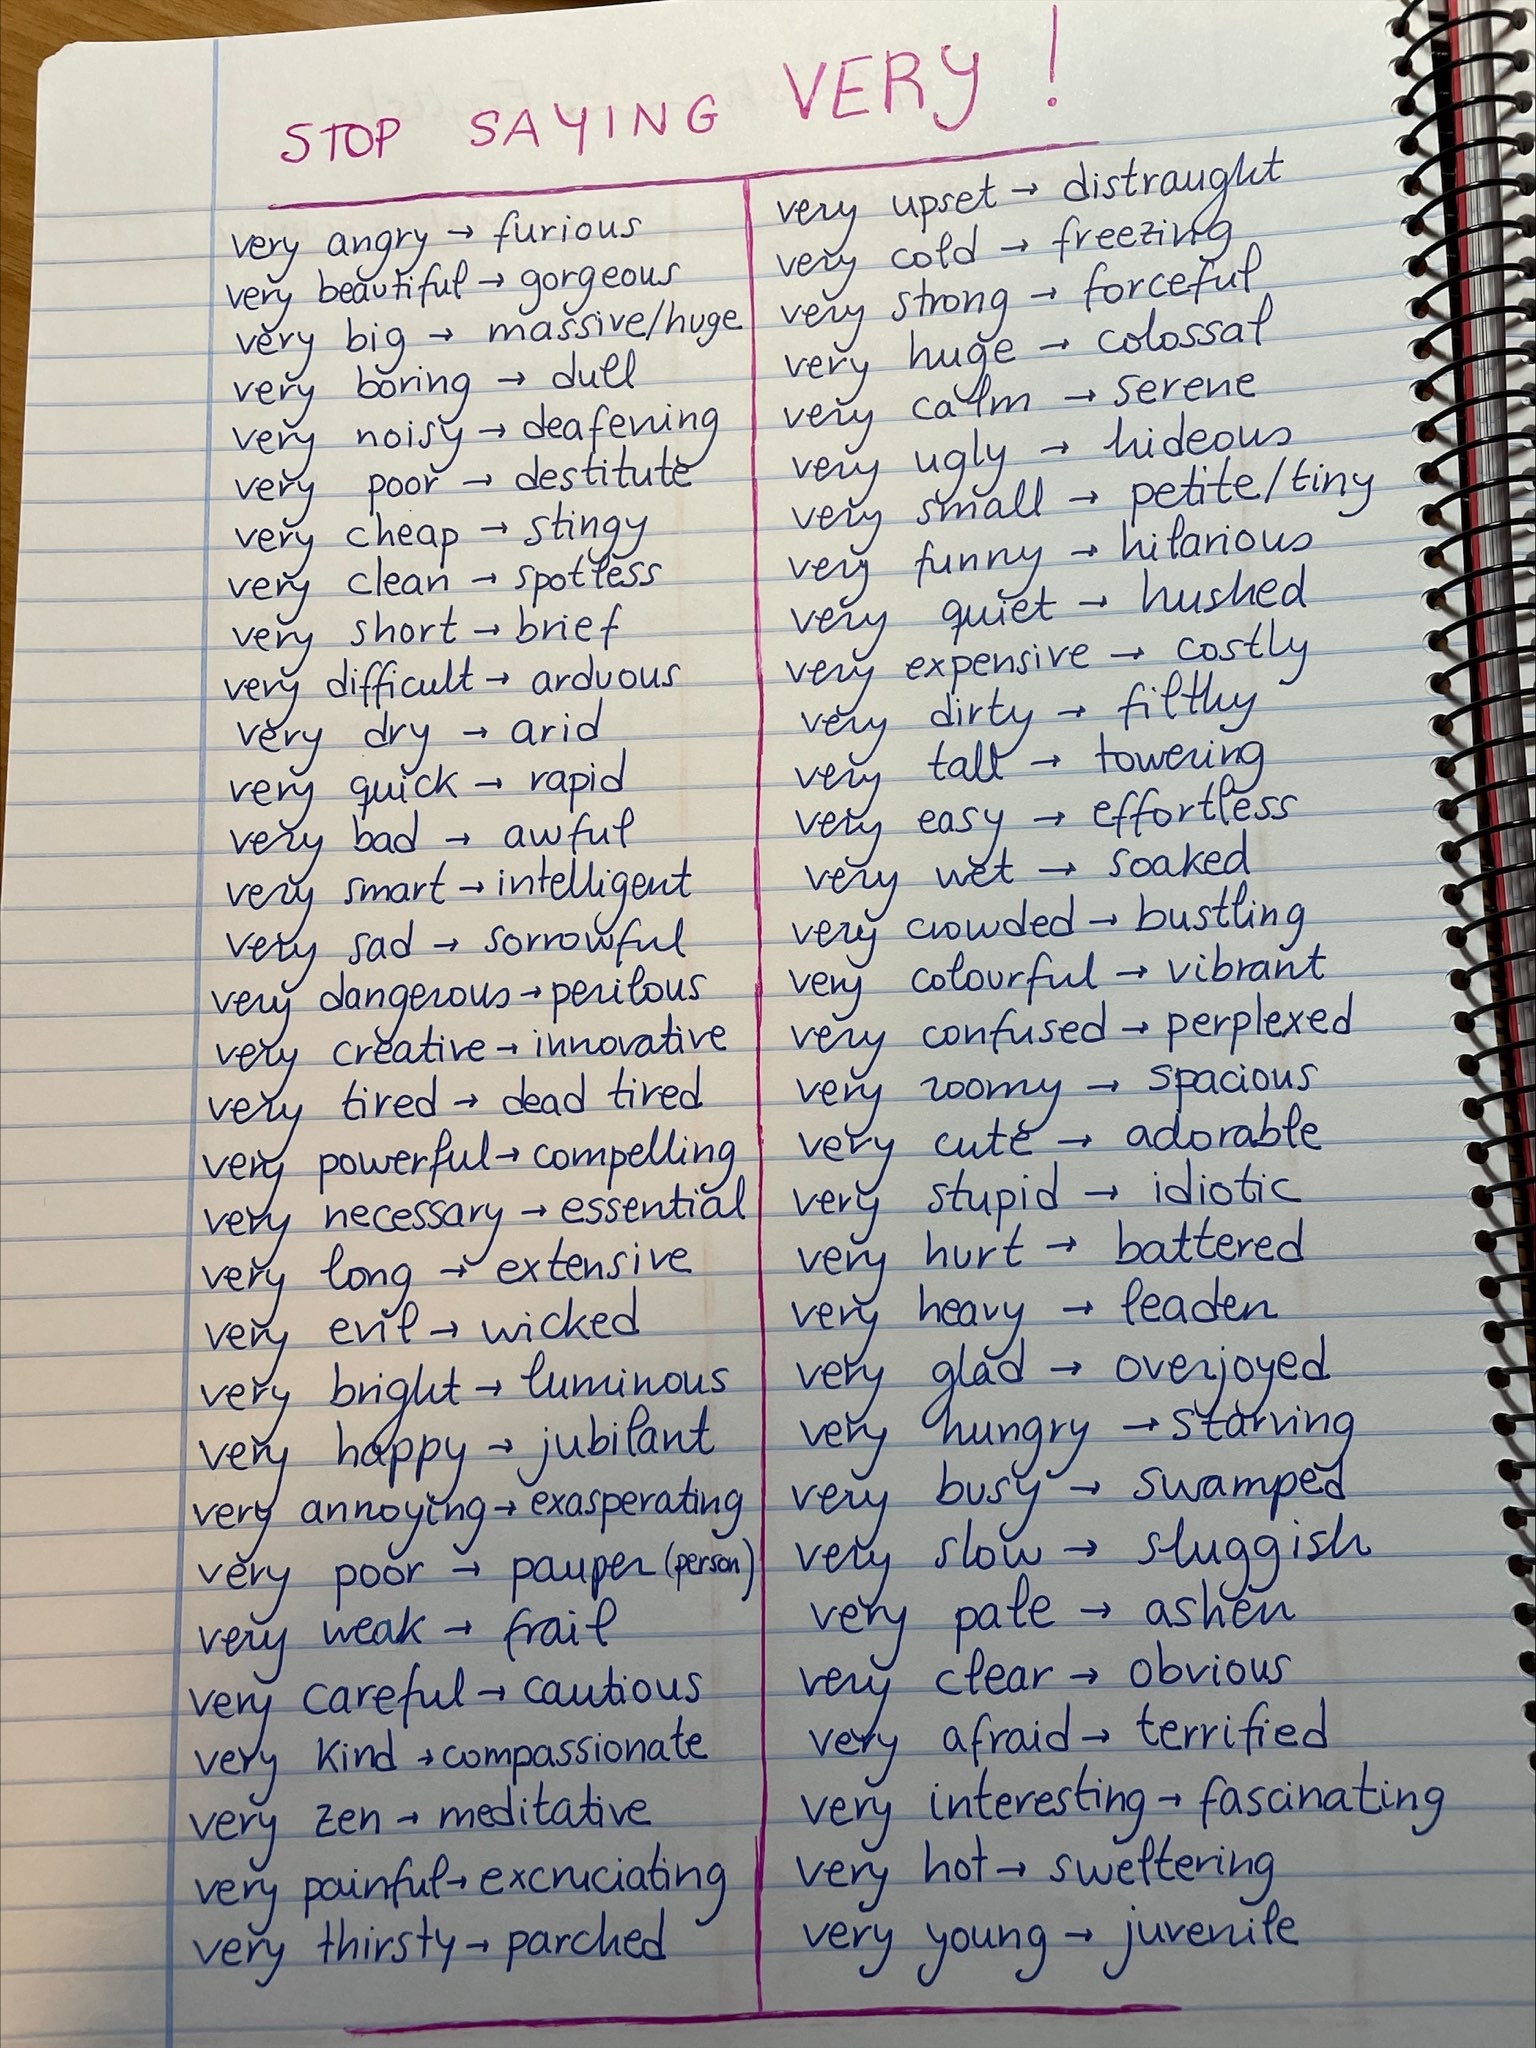 STOP SAYING VERY!
very angry → furious
very beautiful → gorgeous
very big → massive/huge
very boring → dull
very noisy → deafening
very poor → destitute
very cheap → stingy
very clean → spotless
very short → brief
very difficult → arduous
very dry → arid
very quick → rapid
very bad → awful
very smart → intelligent
very sad → sorrowful
very dangerous → perilous
very creative → innovative
very tired → dead tired
very powerful → compelling
very necessary → essential
very long → extensive
very evil → wicked
very bright → luminous
very happy → jubilant
very annoying → exasperating
very poor → pauper (person)
very weak → frail
very careful → cautious
very kind → compassionate
very zen → meditative
very painful → excruciating
very thirsty → parched
very upset → distraught
very cold → freezing
very strong → forceful
very huge → colossal
very calm → serene
very ugly → hideous
very small → petite/tiny
very funny → hilarious
very quiet → hushed
very expensive → costly
very dirty → filthy
very tall → towering
very easy → effortless
very wet → soaked
very crowded → bustling
very colourful → vibrant
very confused → perplexed
very roomy → spacious
very cute → adorable
very stupid → idiotic
very hurt → battered
very heavy → leaden
very glad → overjoyed
very hungry → starving
very busy → swamped
very slow → sluggish
very pale → ashen
very clear → obvious
very afraid → terrified
very interesting → fascinating
very hot → sweltering
very young → juvenile